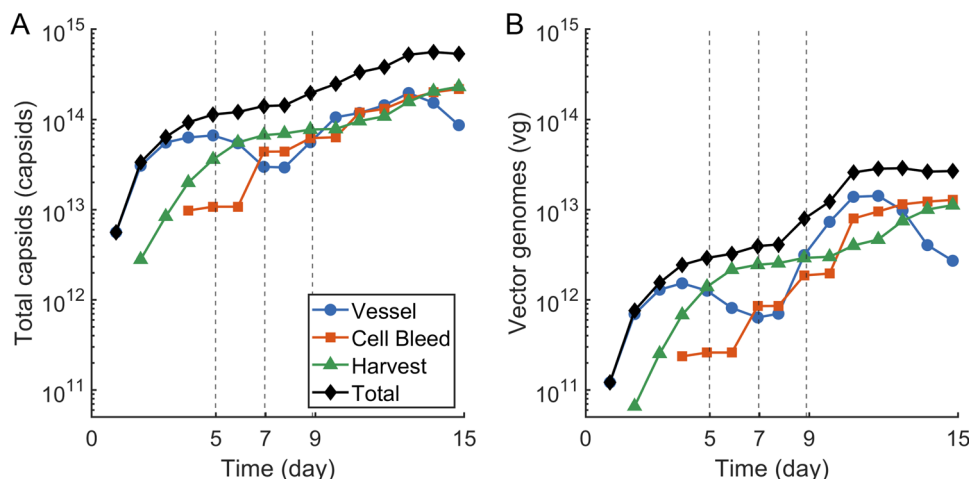 A
B
Total capsids (capsids)
10^15
10^14
10^13
10^12
10^11
Vessel
Cell Bleed
Harvest
Total
0 5 7 9 15
Time (day)
Vector genomes (vg)
10^15
10^14
10^13
10^12
10^11
0 5 7 9 15
Time (day)